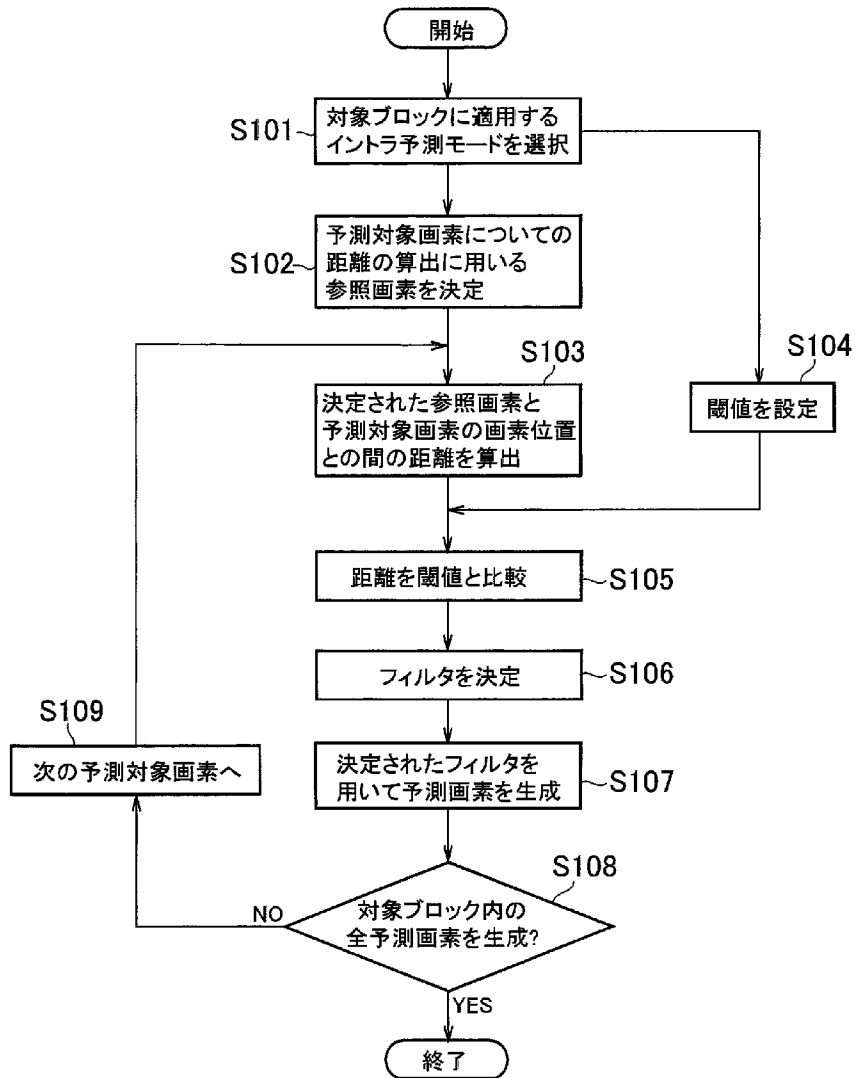 開始
S101
対象ブロックに適用する
イントラ予測モードを選択
S102
予測対象画素についての
距離の算出に用いる
参照画素を決定
S103
決定された参照画素と
予測対象画素の画素位置
との間の距離を算出
S104
閾値を設定
距離を閾値と比較
S105
フィルタを決定
S106
決定されたフィルタを
用いて予測画素を生成
S107
S108
対象ブロック内の
全予測画素を生成?
NO
S109
次の予測対象画素へ
YES
終了